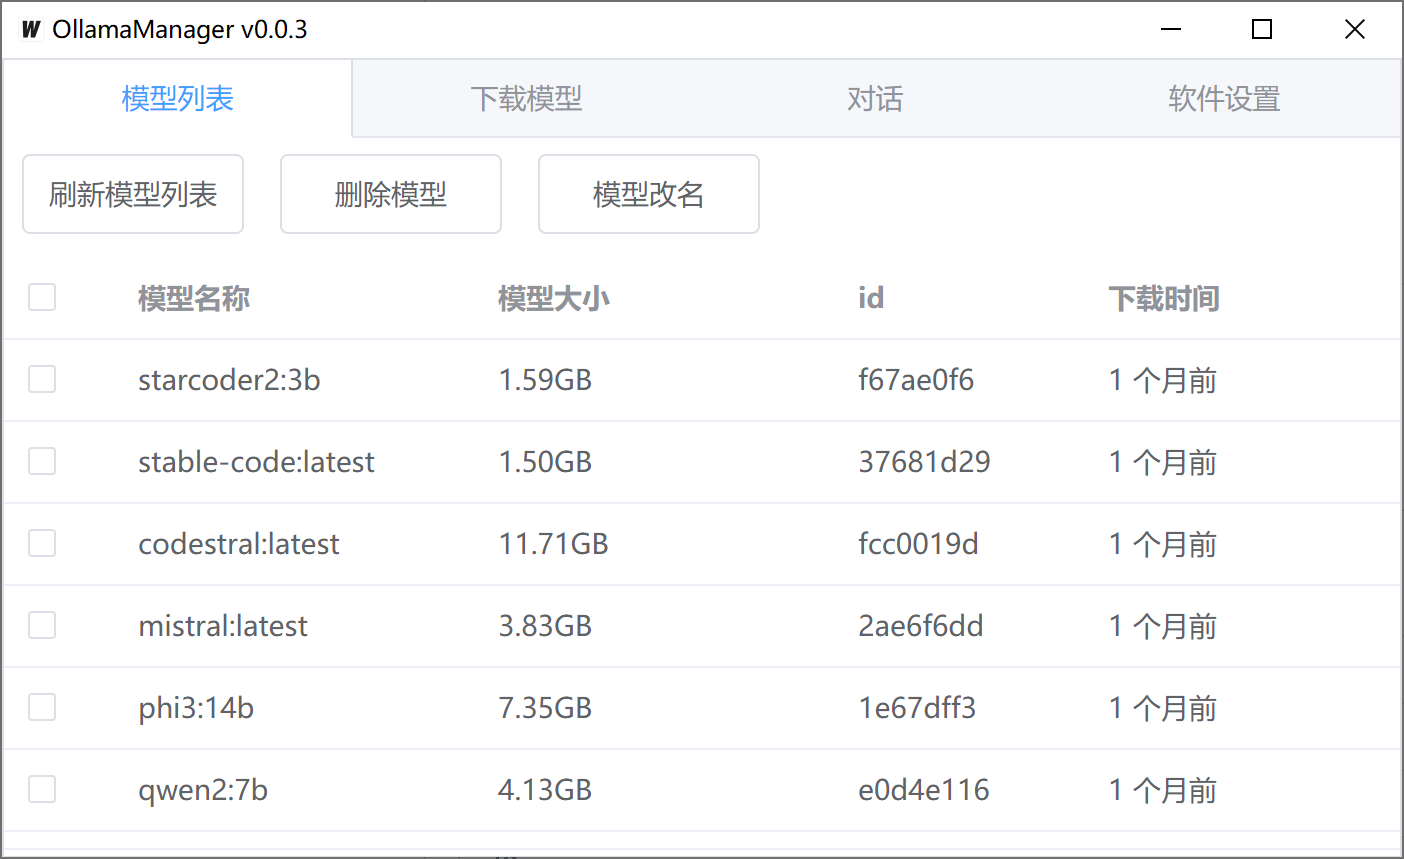 W OllamaManager v0.0.3
模型列表 下载模型 对话 软件设置
刷新模型列表 删除模型 模型改名
模型名称 模型大小 id 下载时间
starcoder2:3b 1.59GB f67ae0f6 1 个月前
stable-code:latest 1.50GB 37681d29 1 个月前
codestral:latest 11.71GB fcc0019d 1 个月前
mistral:latest 3.83GB 2ae6f6dd 1 个月前
phi3:14b 7.35GB 1e67dff3 1 个月前
qwen2:7b 4.13GB e0d4e116 1 个月前